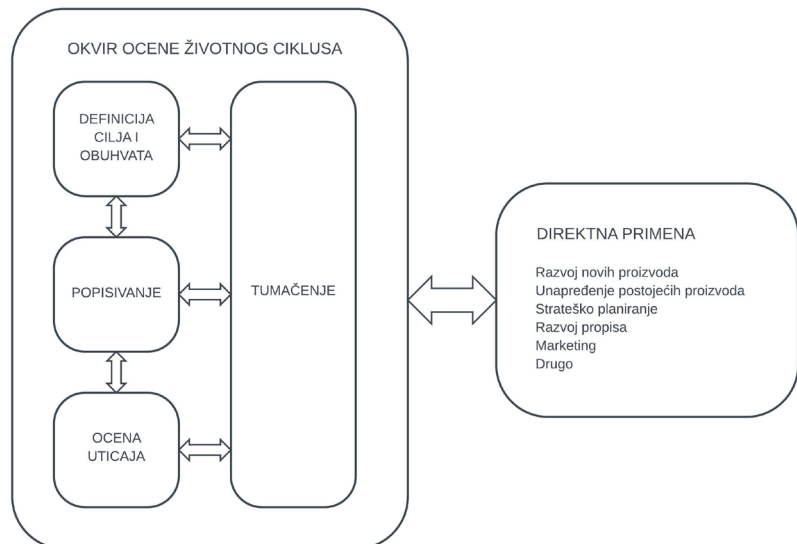 OKVIR OCENE ŽIVOTNOG CIKLUSA
DEFINICIJA
CILJA I
OBUHVATA
POPISIVANJE
OCENA
UTICAJA
TUMAČENJE
DIREKTNA PRIMENA
Razvoj novih proizvoda
Unapređenje postojećih proizvoda
Strateško planiranje
Razvoj propisa
Marketing
Drugo